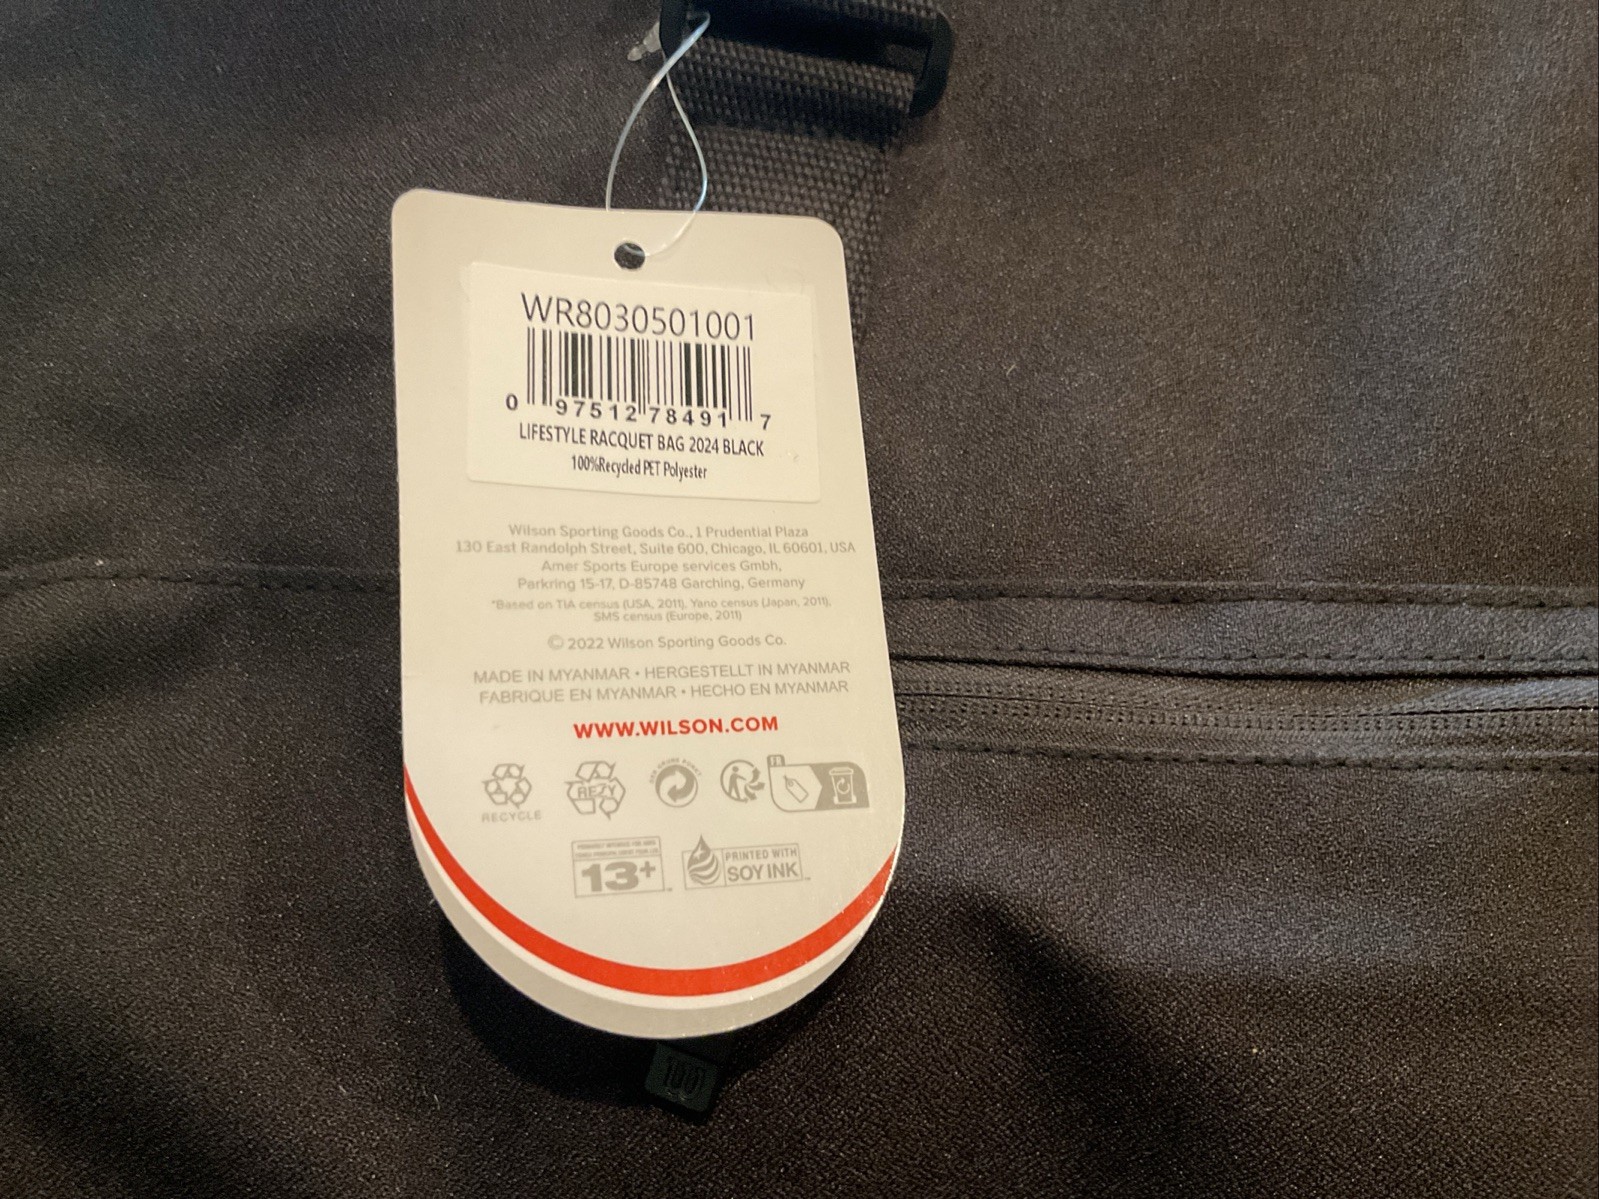 WR8030501001
0 97512 78491 7
LIFESTYLE RACQUET BAG 2024 BLACK
100%Recycled PET Polyester
Wilson Sporting Goods Co., 1 Prudential Plaza
130 East Randolph Street, Suite 600, Chicago, IL 60601, USA
Amer Sports Europe services Gmbh,
Parkring 15-17, D-85748 Garching, Germany
*Based on TIA census (USA, 2011), Yano census (Japan, 2011),
SMS census (Europe, 2011)
© 2022 Wilson Sporting Goods Co.
MADE IN MYANMAR • HERGESTELLT IN MYANMAR
FABRIQUE EN MYANMAR • HECHO EN MYANMAR
WWW.WILSON.COM
RECYCLE
REZY
FR
13+
PRINTED WITH
SOY INK